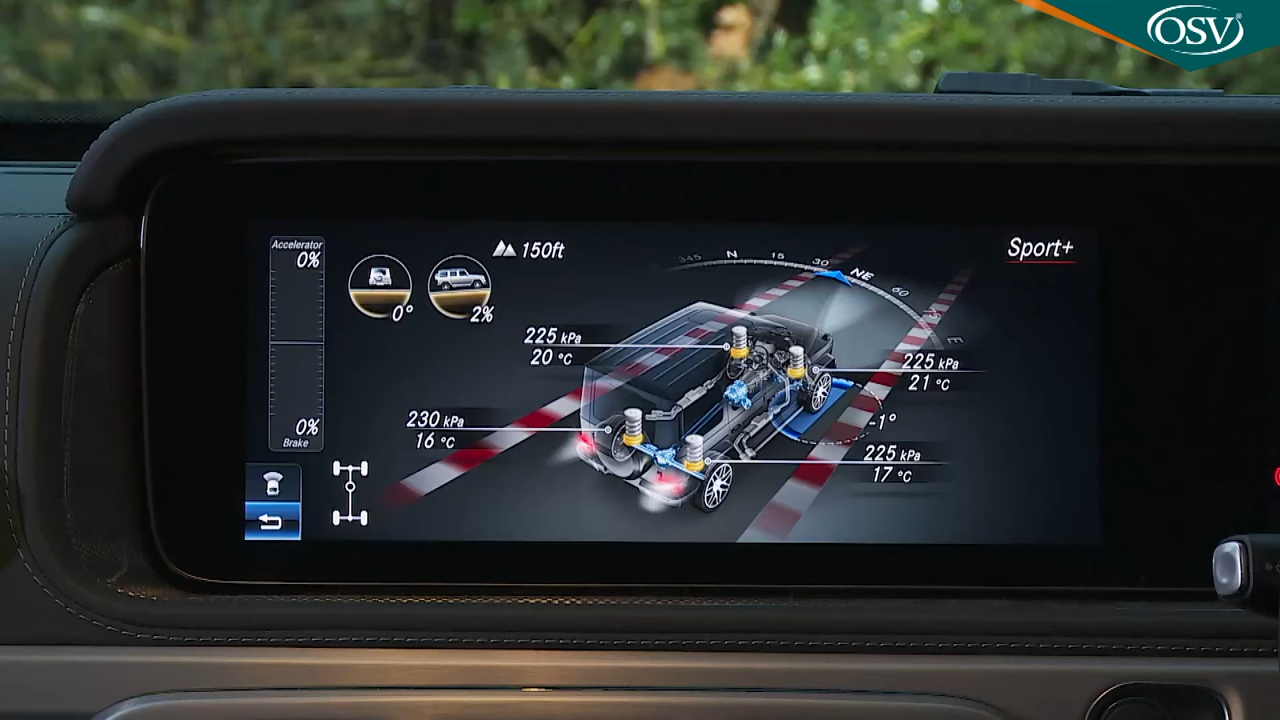 OSV
Accelerator
0%
0°
2%
150ft
345 N 15 30 NE 60 E
Sport+
225 kPa
20 °C
225 kPa
21 °C
230 kPa
16 °C
-1°
225 kPa
17 °C
0%
Brake